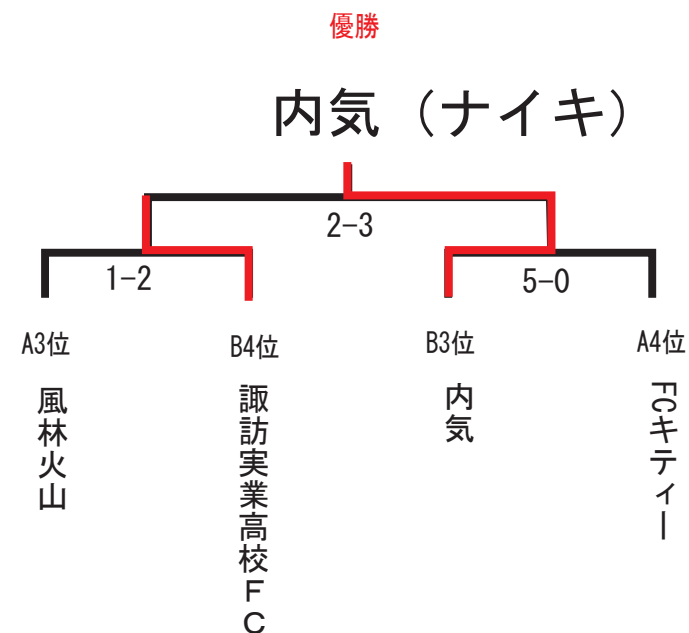 優勝
内気（ナイキ）
2-3
1-2
5-0
A3位
B4位
B3位
A4位
風林火山
諏訪実業高校FC
内気
FCキティー